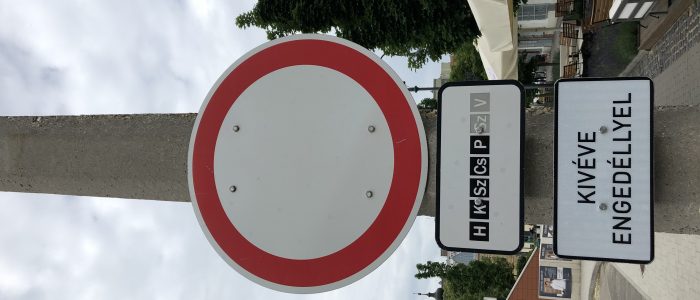 H K Sz Cs P Sz V
KIVÉVE
ENGEDÉLLYEL